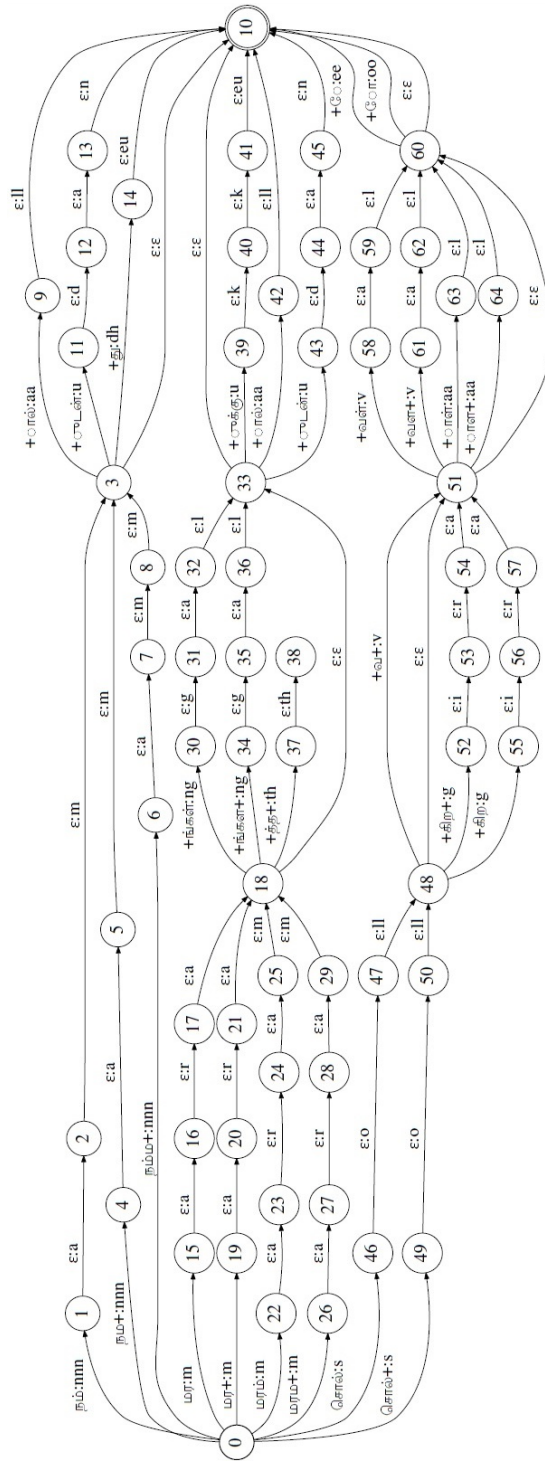 நம்:nnn 1 ε:a 2 ε:m
நம+:nnn 4 ε:a 5 ε:m
நம்ம+:nnn 6 ε:a 7 ε:m 8 ε:m
3 +ால்:aa 9 ε:ll
+ுடன்:u 11 ε:d 12 ε:a 13 ε:n
+து:dh 14 ε:eu
ε:ε
10
0
மர:m 15 ε:a 16 ε:r 17 ε:a
மர+:m 19 ε:a 20 ε:r 21 ε:a
மரம்:m 22 ε:a 23 ε:r 24 ε:a 25 ε:m
மரம+:m 26 ε:a 27 ε:r 28 ε:a 29 ε:m
18 +ங்கள்:ng 30 ε:g 31 ε:a 32 ε:l
+ங்கள+:ng 34 ε:g 35 ε:a 36 ε:l
+த்த+:th 37 ε:th 38
ε:ε
33 ε:ε
+ுக்கு:u 39 ε:k 40 ε:k 41 ε:eu
+ால்:aa 42 ε:ll
+ுடன்:u 43 ε:d 44 ε:a 45 ε:n
சொல்:s 46 ε:o 47 ε:ll
சொல்+:s 49 ε:o 50 ε:ll
48 +வ+:v
ε:ε
+கிற+:g 52 ε:i 53 ε:r 54 ε:a
+கிற:g 55 ε:i 56 ε:r 57 ε:a
51 +வள்:v 58 ε:a 59 ε:l
+வள+:v 61 ε:a 62 ε:l
+ாள்:aa 63 ε:l
+ாள+:aa 64 ε:l
ε:ε
60 +ே:ee
+ோ:oo
ε:ε